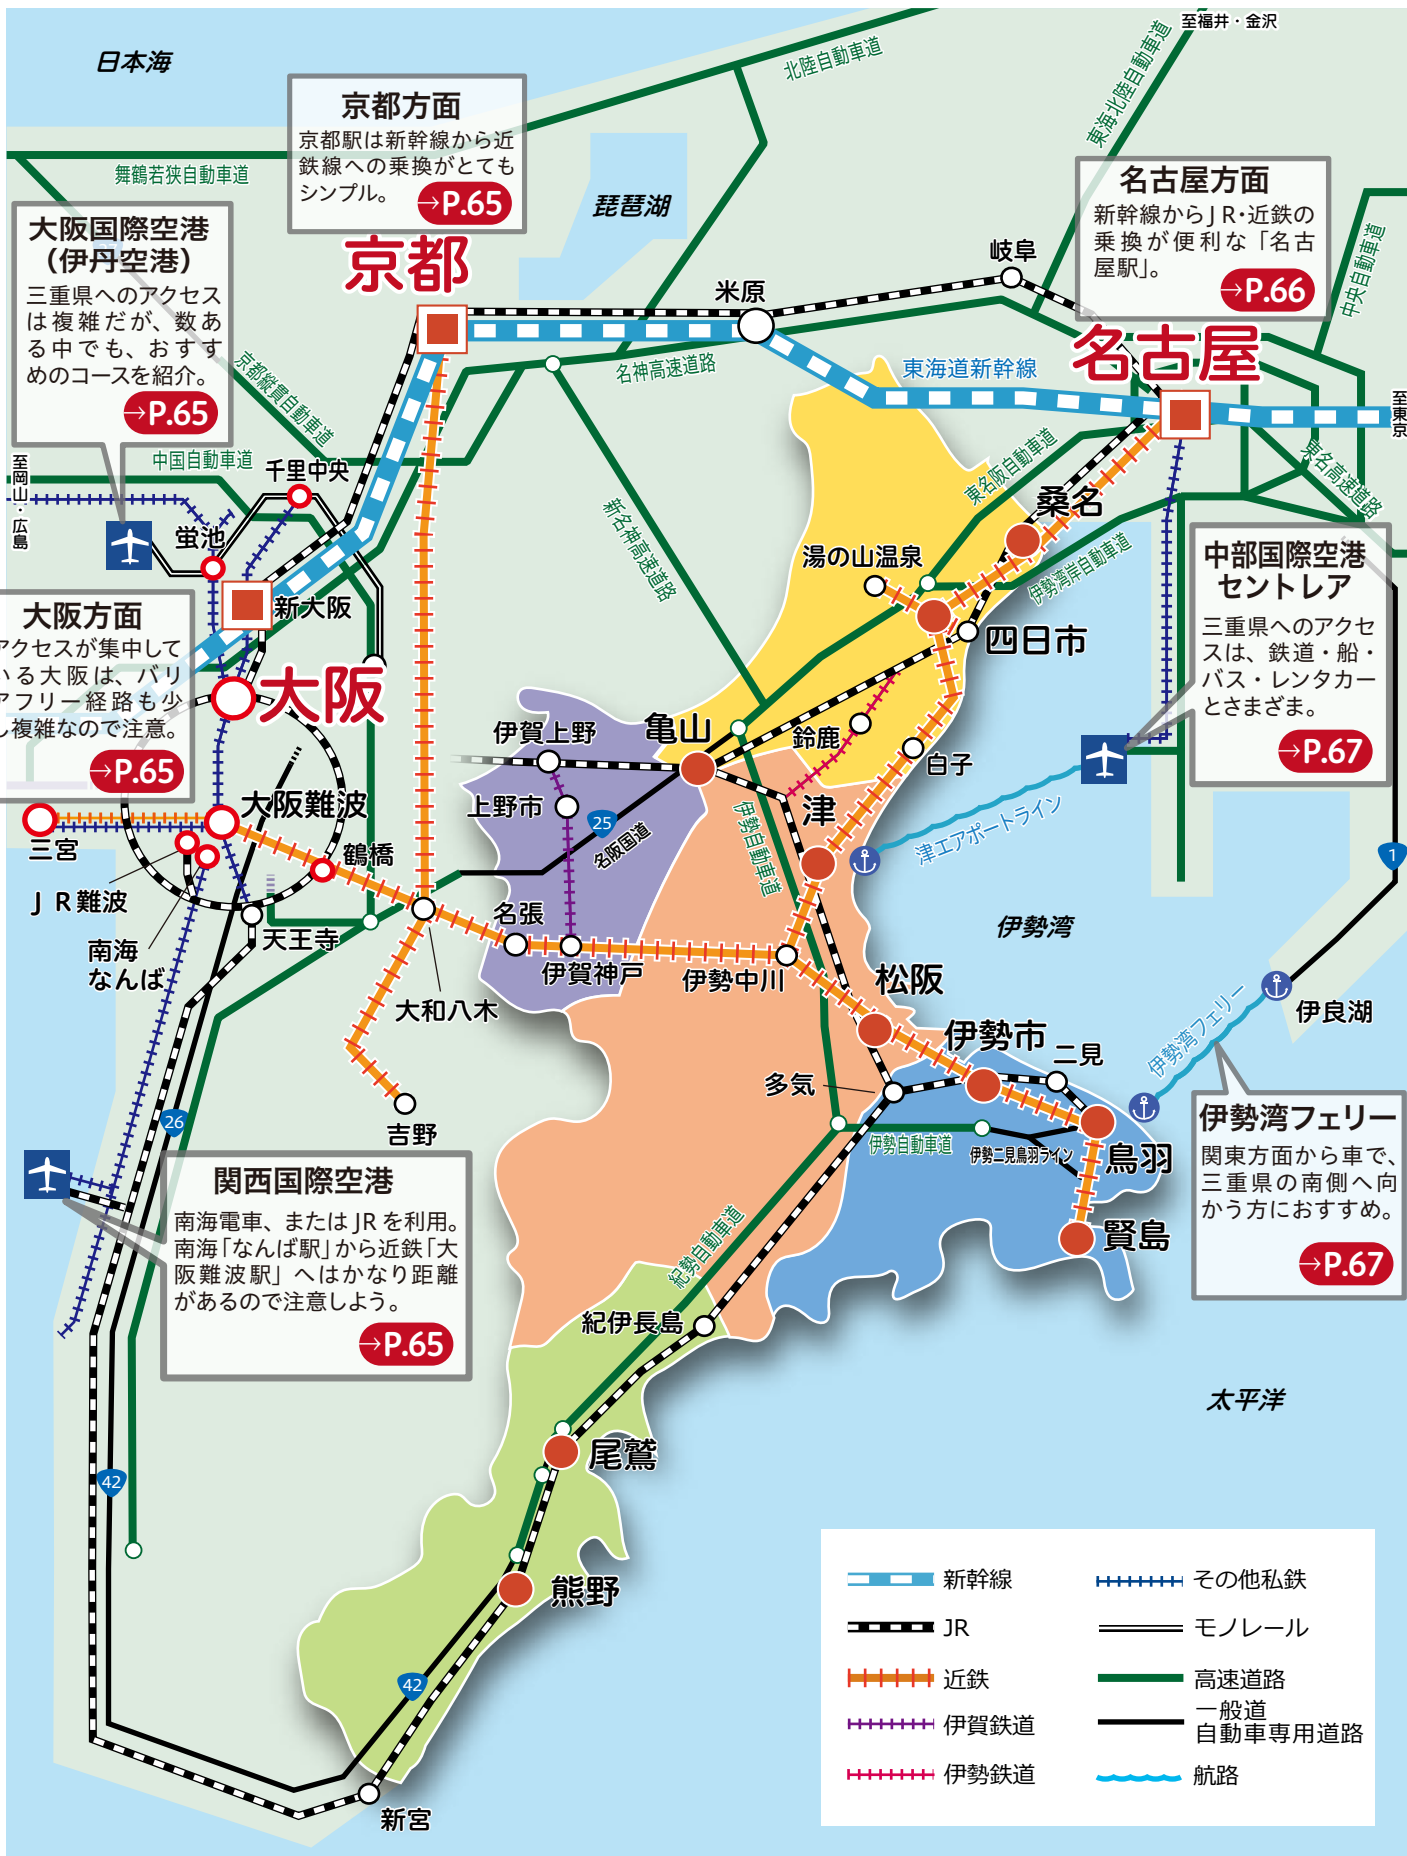 至福井・金沢
日本海
北陸自動車道
東海北陸自動車道
京都方面
京都駅は新幹線から近
鉄線への乗換がとても
シンプル。
→P.65
舞鶴若狭自動車道
琵琶湖
名古屋方面
新幹線からJR・近鉄の
乗換が便利な「名古
屋駅」。
→P.66
中央自動車道
大阪国際空港
（伊丹空港）
三重県へのアクセス
は複雑だが、数あ
る中でも、おすす
めのコースを紹介。
→P.65
京都
岐阜
米原
名古屋
京都縦貫自動車道
名神高速道路
東海道新幹線
至東京
中国自動車道
千里中央
至岡山・広島
東名阪自動車道
東名高速道路
新名神高速道路
桑名
蛍池
湯の山温泉
伊勢湾岸自動車道
中部国際空港
セントレア
三重県へのアクセ
スは、鉄道・船・
バス・レンタカー
とさまざま。
→P.67
新大阪
大阪方面
アクセスが集中して
いる大阪は、バリ
アフリー経路も少
し複雑なので注意。
→P.65
四日市
大阪
伊賀上野
亀山
鈴鹿
白子
上野市
25
名阪国道
大阪難波
津
伊勢自動車道
津エアポートライン
三宮
鶴橋
1
JR難波
名張
伊勢湾
天王寺
南海
なんば
伊賀神戸
伊勢中川
松阪
大和八木
伊良湖
伊勢市
二見
伊勢湾フェリー
多気
26
吉野
伊勢自動車道
伊勢二見鳥羽ライン
鳥羽
伊勢湾フェリー
関東方面から車で、
三重県の南側へ向
かう方におすすめ。
→P.67
関西国際空港
南海電車、またはJRを利用。
南海「なんば駅」から近鉄「大
阪難波駅」へはかなり距離
があるので注意しよう。
→P.65
紀勢自動車道
賢島
紀伊長島
太平洋
尾鷲
42
熊野
42
新宮
新幹線
JR
近鉄
伊賀鉄道
伊勢鉄道
その他私鉄
モノレール
高速道路
一般道
自動車専用道路
航路